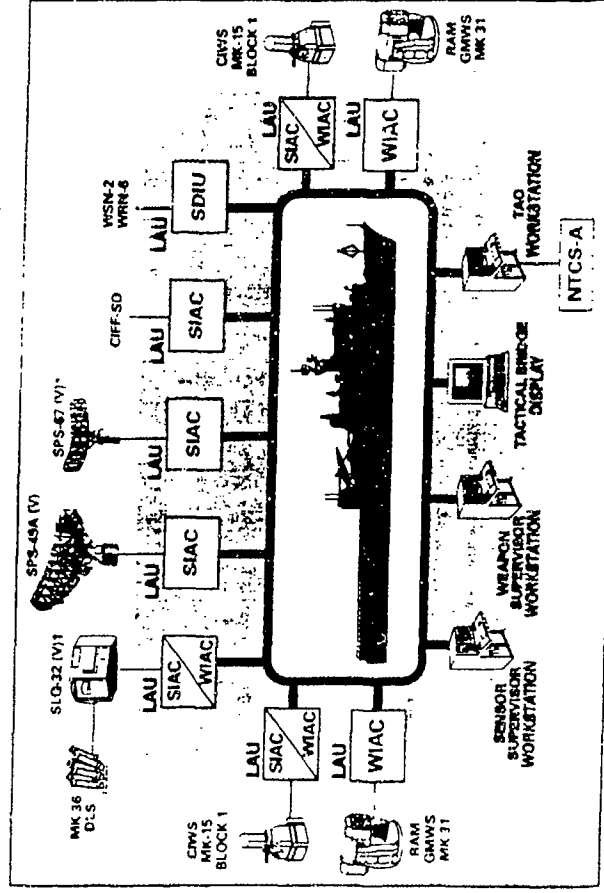 MK 36
DLS
SLQ-32 (V)1
LAU
SIAC
WIAC
SPS-49A (V)
LAU
SIAC
SPS-67 (V)1
LAU
SIAC
CIFF-SD
LAU
SIAC
WSN-2
WRN-6
LAU
SDIU
CIWS
MK-15
BLOCK 1
LAU
SIAC
WIAC
RAM
GMWS
MK 31
LAU
WIAC
CIWS
MK-15
BLOCK 1
LAU
SIAC
WIAC
RAM
GMWS
MK 31
LAU
WIAC
SENSOR
SUPERVISOR
WORKSTATION
WEAPON
SUPERVISOR
WORKSTATION
TACTICAL BRIDGE
DISPLAY
TAO
WORKSTATION
NTCS-A